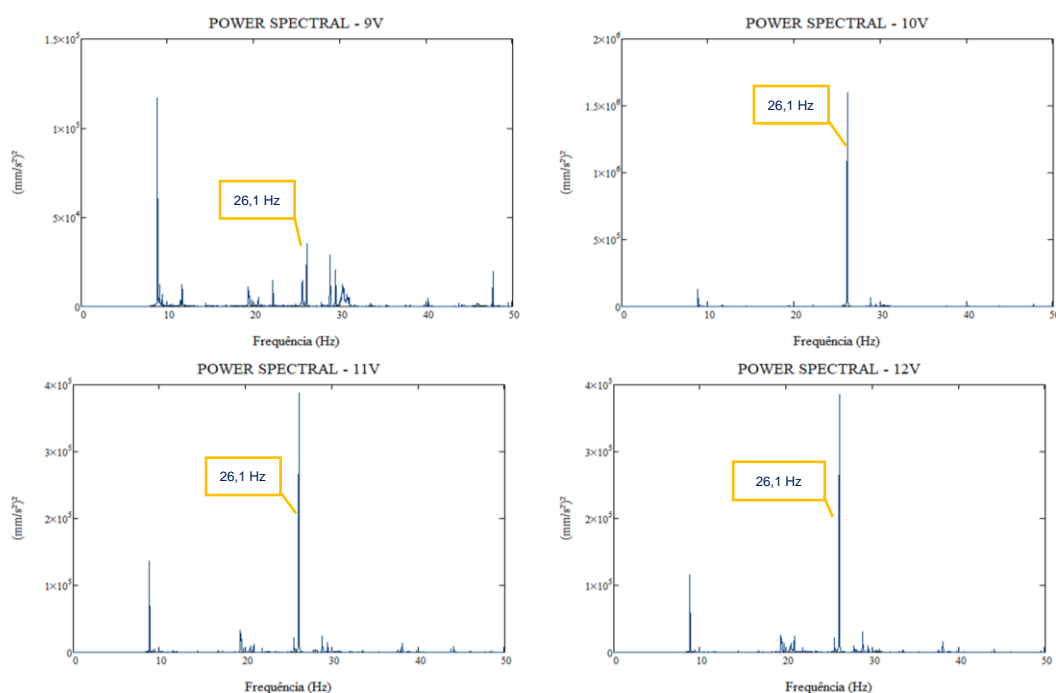 POWER SPECTRAL - 9V
1.5×10⁵
1×10⁵
5×10⁴
0
(mm/s²)²
26,1 Hz
0 10 20 30 40 50
Frequência (Hz)
POWER SPECTRAL - 10V
2×10⁶
1.5×10⁶
1×10⁶
5×10⁵
0
(mm/s²)²
26,1 Hz
0 10 20 30 40 50
Frequência (Hz)
POWER SPECTRAL - 11V
4×10⁵
3×10⁵
2×10⁵
1×10⁵
0
(mm/s²)²
26,1 Hz
0 10 20 30 40 50
Frequência (Hz)
POWER SPECTRAL - 12V
4×10⁵
3×10⁵
2×10⁵
1×10⁵
0
(mm/s²)²
26,1 Hz
0 10 20 30 40 50
Frequência (Hz)